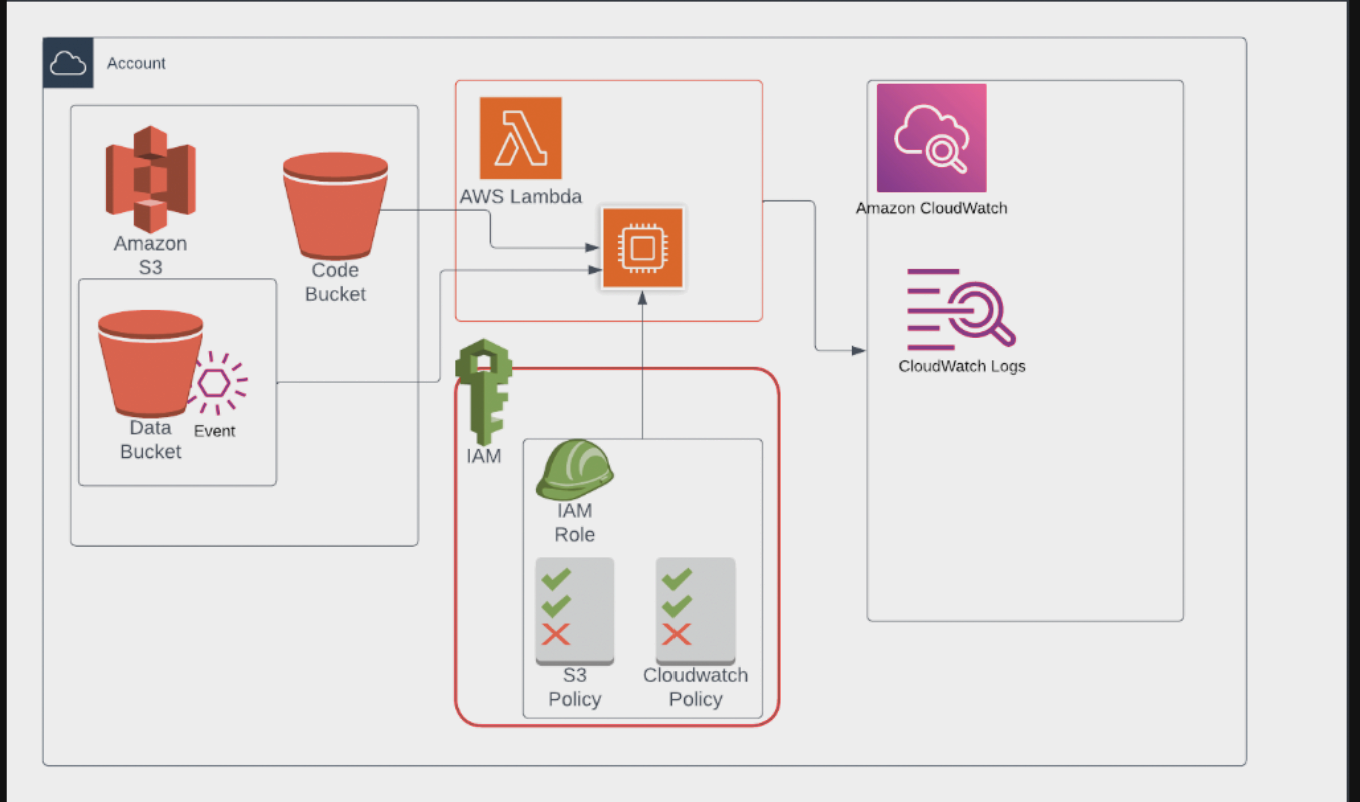 Account
Amazon
S3
Code
Bucket
Data
Bucket
Event
AWS Lambda
IAM
IAM
Role
S3
Policy
Cloudwatch
Policy
Amazon CloudWatch
CloudWatch Logs